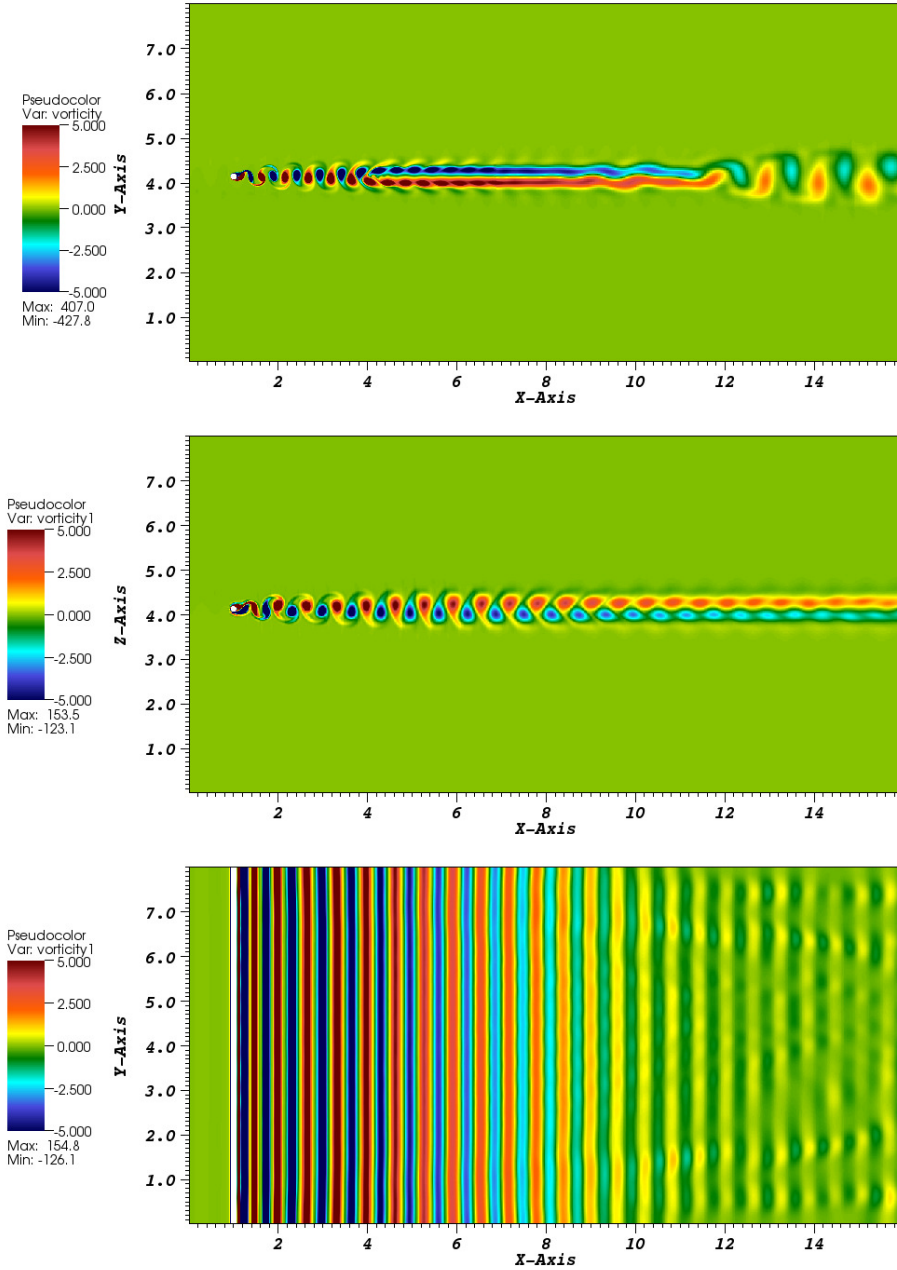 Pseudocolor
Var: vorticity
5.000
2.500
0.000
-2.500
-5.000
Max: 407.0
Min: -427.8
Y-Axis
7.0
6.0
5.0
4.0
3.0
2.0
1.0
2 4 6 8 10 12 14
X-Axis
Pseudocolor
Var: vorticity1
5.000
2.500
0.000
-2.500
-5.000
Max: 153.5
Min: -123.1
Z-Axis
7.0
6.0
5.0
4.0
3.0
2.0
1.0
2 4 6 8 10 12 14
X-Axis
Pseudocolor
Var: vorticity1
5.000
2.500
0.000
-2.500
-5.000
Max: 154.8
Min: -126.1
Y-Axis
7.0
6.0
5.0
4.0
3.0
2.0
1.0
2 4 6 8 10 12 14
X-Axis